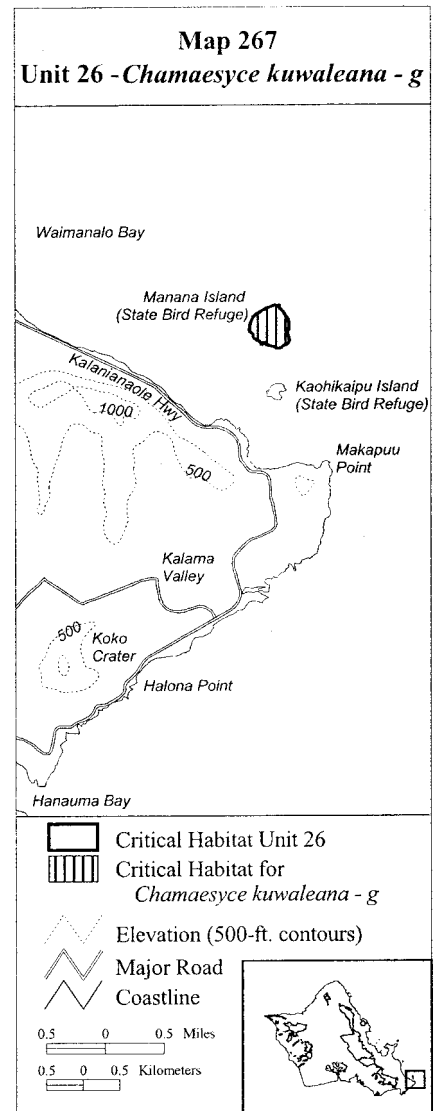 Map 267
Unit 26 - Chamaesyce kuwaleana - g
Waimanalo Bay
Manana Island
(State Bird Refuge)
Kalanianaole Hwy
Kaohikaipu Island
(State Bird Refuge)
1000
Makapuu
Point
500
Kalama
Valley
500
Koko
Crater
Halona Point
Hanauma Bay
Critical Habitat Unit 26
Critical Habitat for
Chamaesyce kuwaleana - g
Elevation (500-ft. contours)
Major Road
Coastline
0.5 0 0.5 Miles
0.5 0 0.5 Kilometers